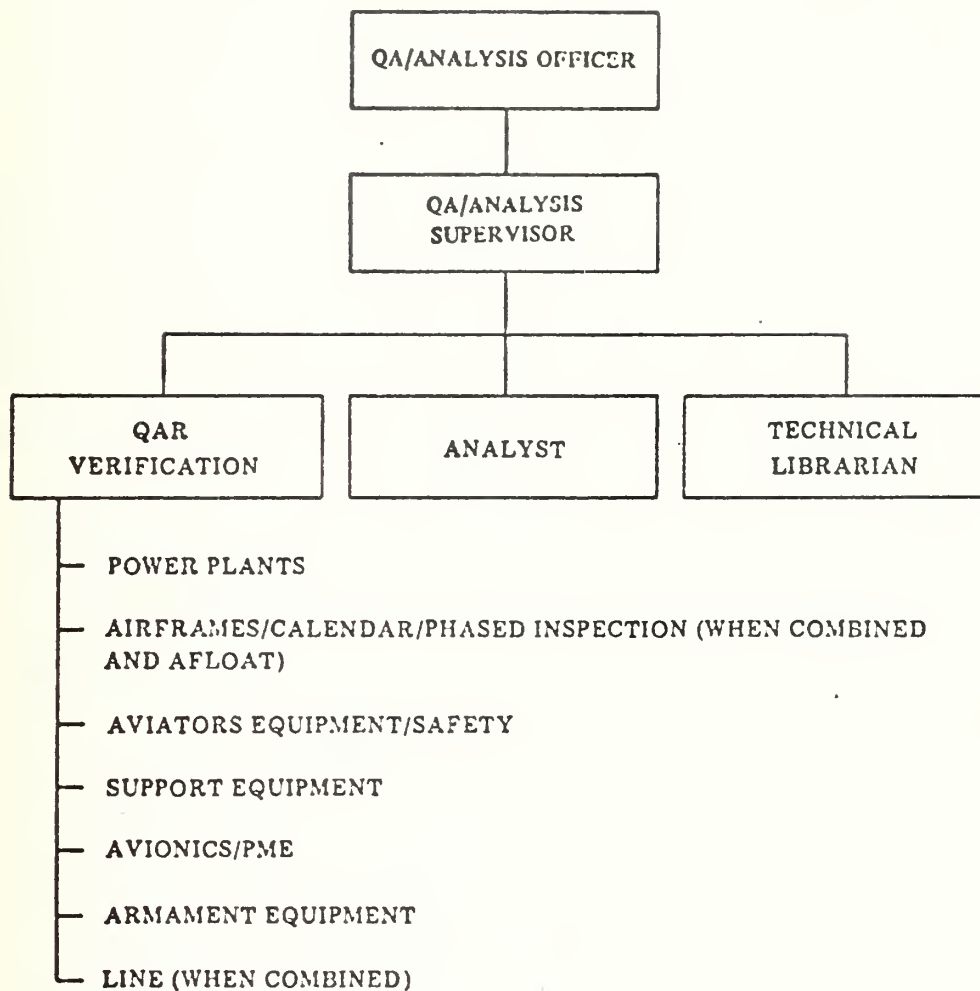 QA/ANALYSIS OFFICER
QA/ANALYSIS
SUPERVISOR
QAR
VERIFICATION
ANALYST
TECHNICAL
LIBRARIAN
POWER PLANTS
AIRFRAMES/CALENDAR/PHASED INSPECTION (WHEN COMBINED
AND AFLOAT)
AVIATORS EQUIPMENT/SAFETY
SUPPORT EQUIPMENT
AVIONICS/PME
ARMAMENT EQUIPMENT
LINE (WHEN COMBINED)